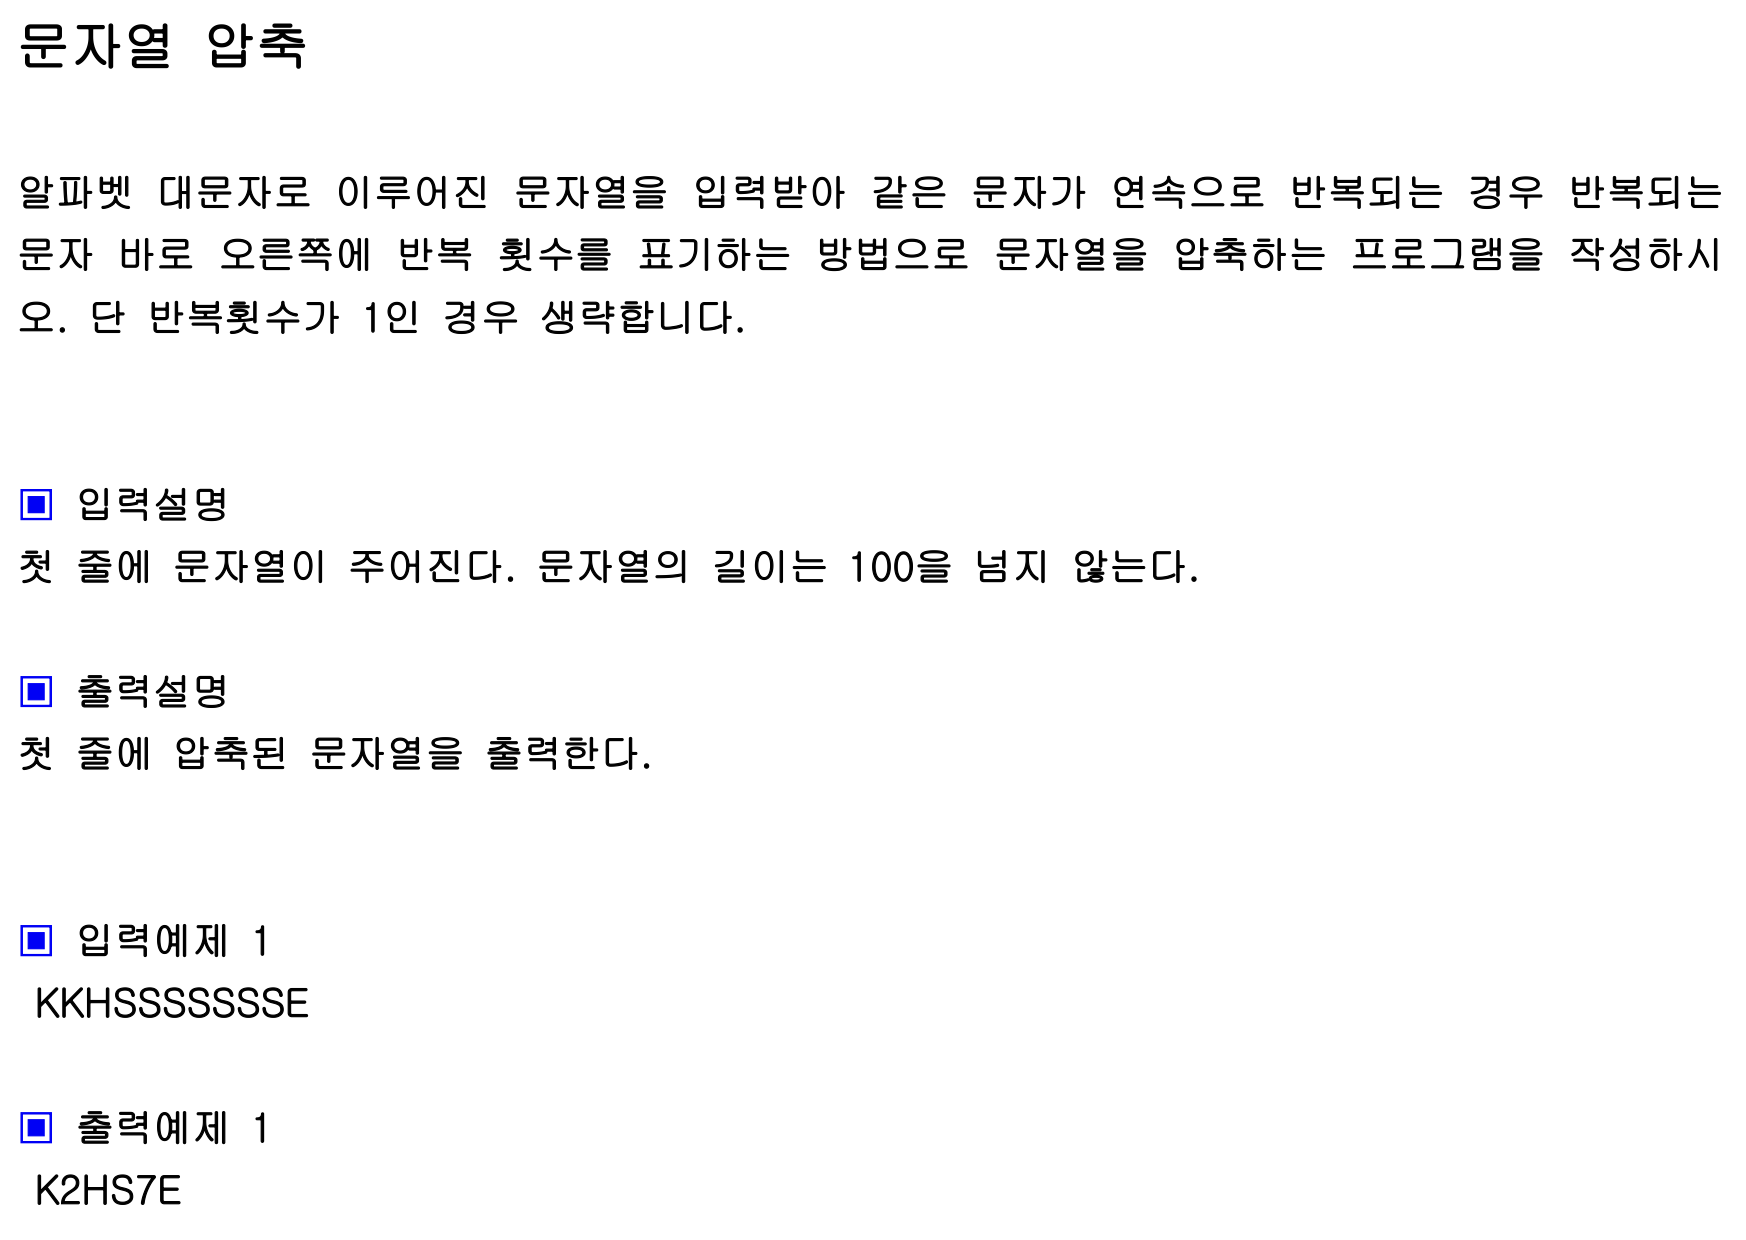 문자열 압축
알파벳 대문자로 이루어진 문자열을 입력받아 같은 문자가 연속으로 반복되는 경우 반복되는
문자 바로 오른쪽에 반복 횟수를 표기하는 방법으로 문자열을 압축하는 프로그램을 작성하시
오. 단 반복횟수가 1인 경우 생략합니다.
▣ 입력설명
첫 줄에 문자열이 주어진다. 문자열의 길이는 100을 넘지 않는다.
▣ 출력설명
첫 줄에 압축된 문자열을 출력한다.
▣ 입력예제 1
KKHSSSSSSSE
▣ 출력예제 1
K2HS7E